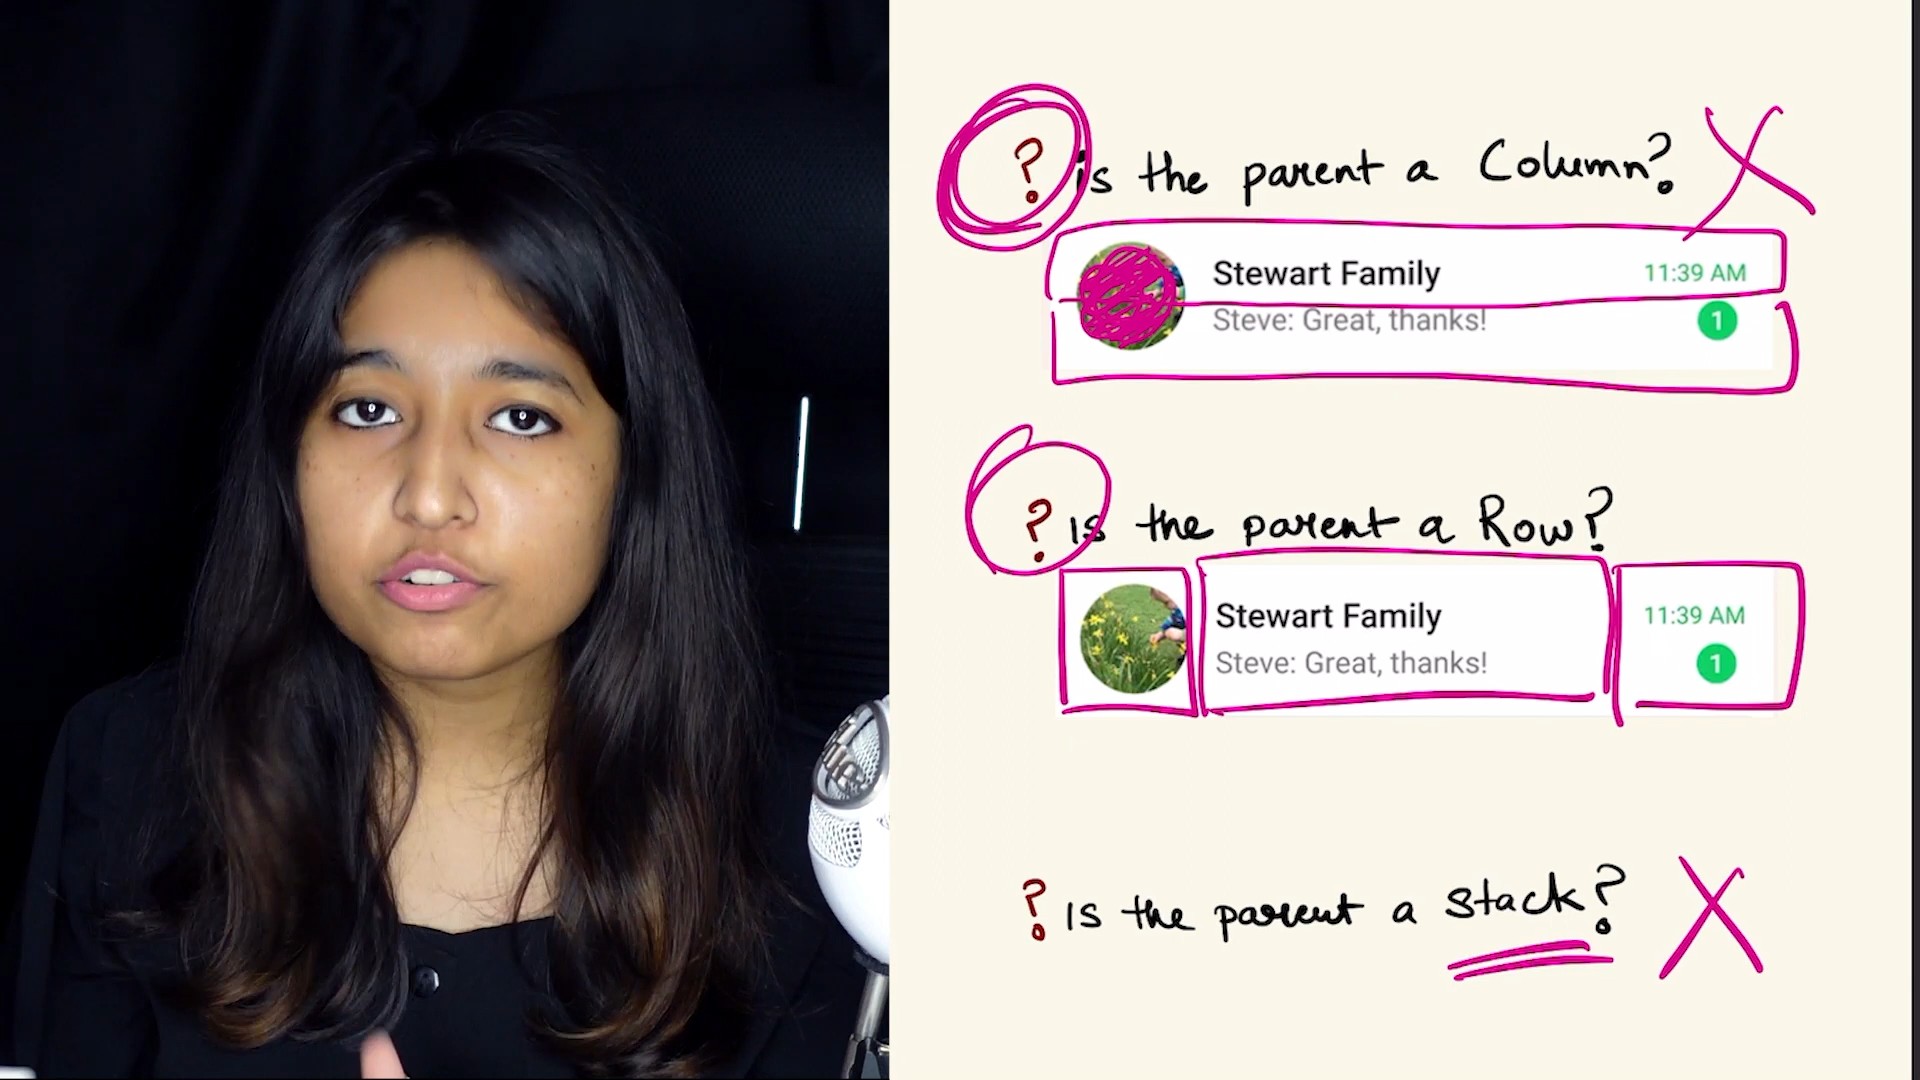 ? is the parent a Column? X
Stewart Family 11:39 AM
Steve: Great, thanks! 1
? is the parent a Row?
Stewart Family 11:39 AM
Steve: Great, thanks! 1
? is the parent a stack? X